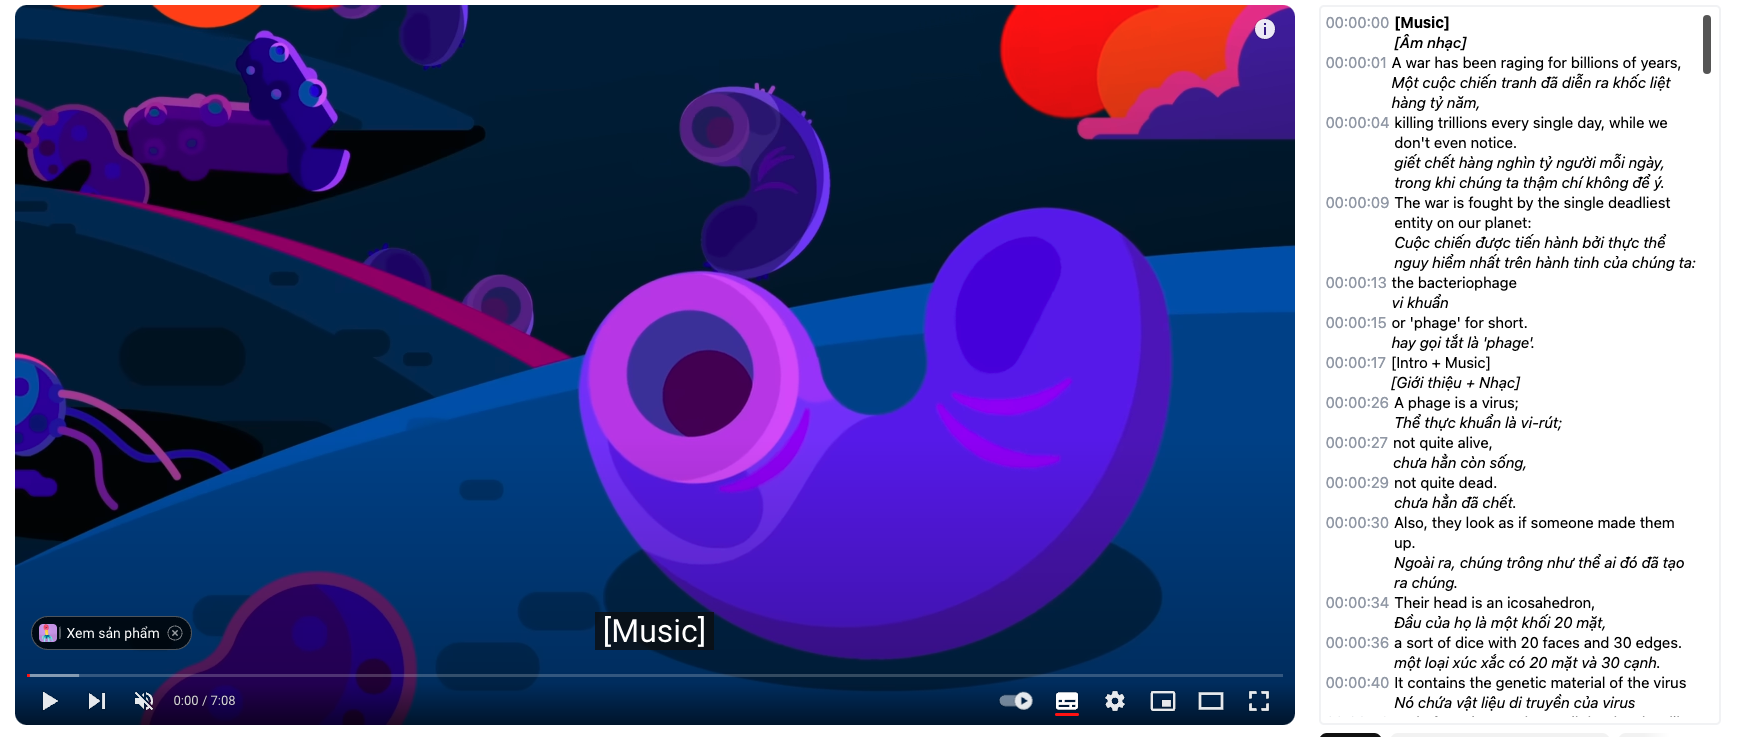 Xem sản phẩm
[Music]
0:00 / 7:08
00:00:00 [Music]
[Âm nhạc]
00:00:01 A war has been raging for billions of years,
Một cuộc chiến tranh đã diễn ra khốc liệt
hàng tỷ năm,
00:00:04 killing trillions every single day, while we
don't even notice.
giết chết hàng nghìn tỷ người mỗi ngày,
trong khi chúng ta thậm chí không để ý.
00:00:09 The war is fought by the single deadliest
entity on our planet:
Cuộc chiến được tiến hành bởi thực thể
nguy hiểm nhất trên hành tinh của chúng ta:
00:00:13 the bacteriophage
vi khuẩn
00:00:15 or 'phage' for short.
hay gọi tắt là 'phage'.
00:00:17 [Intro + Music]
[Giới thiệu + Nhạc]
00:00:26 A phage is a virus;
Thể thực khuẩn là vi-rút;
00:00:27 not quite alive,
chưa hẳn còn sống,
00:00:29 not quite dead.
chưa hẳn đã chết.
00:00:30 Also, they look as if someone made them
up.
Ngoài ra, chúng trông như thể ai đó đã tạo
ra chúng.
00:00:34 Their head is an icosahedron,
Đầu của họ là một khối 20 mặt,
00:00:36 a sort of dice with 20 faces and 30 edges.
một loại xúc xắc có 20 mặt và 30 cạnh.
00:00:40 It contains the genetic material of the virus
Nó chứa vật liệu di truyền của virus